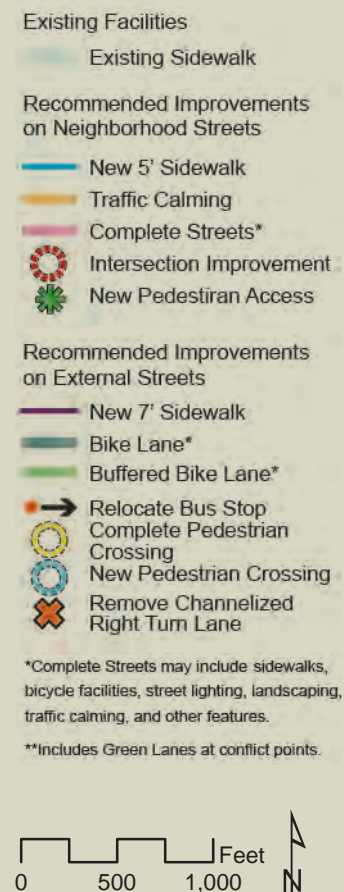 Existing Facilities
Existing Sidewalk
Recommended Improvements
on Neighborhood Streets
New 5' Sidewalk
Traffic Calming
Complete Streets*
Intersection Improvement
New Pedestiran Access
Recommended Improvements
on External Streets
New 7' Sidewalk
Bike Lane*
Buffered Bike Lane*
Relocate Bus Stop
Complete Pedestrian
Crossing
New Pedestrian Crossing
Remove Channelized
Right Turn Lane
*Complete Streets may include sidewalks,
bicycle facilities, street lighting, landscaping,
traffic calming, and other features.
**Includes Green Lanes at conflict points.
Feet
0 500 1,000
N